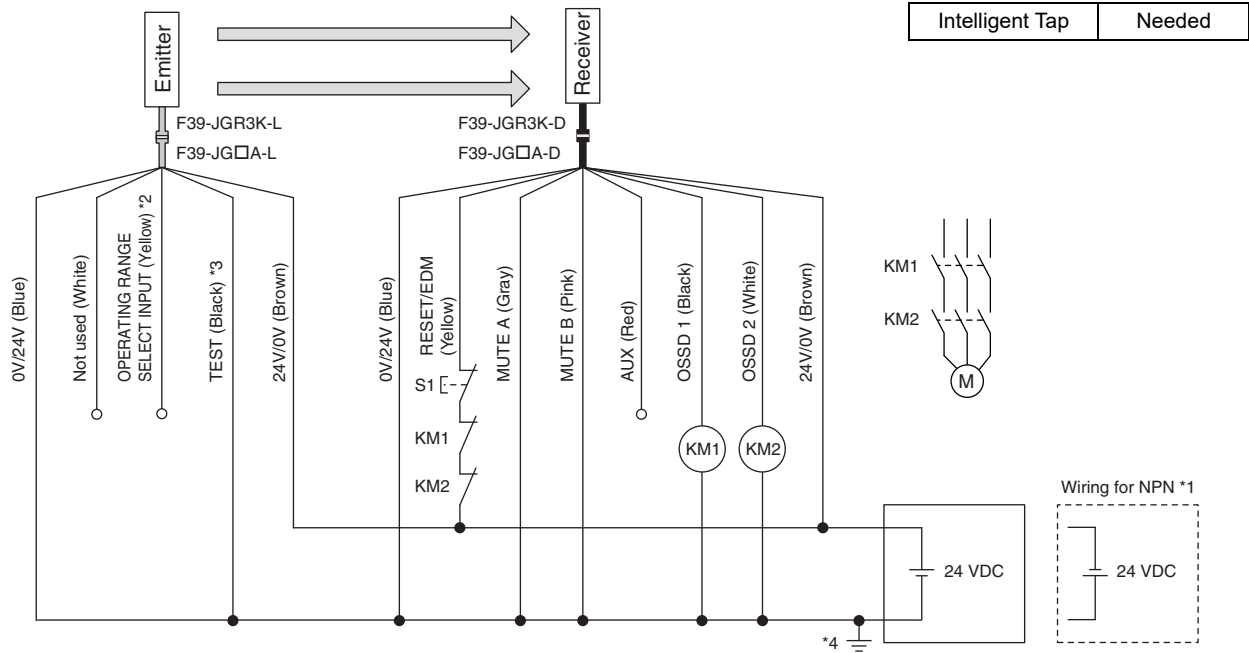 Intelligent Tap Needed
Emitter
Receiver
F39-JGR3K-L
F39-JG□A-L
F39-JGR3K-D
F39-JG□A-D
0V/24V (Blue)
Not used (White)
OPERATING RANGE
SELECT INPUT (Yellow) *2
TEST (Black) *3
24V/0V (Brown)
0V/24V (Blue)
RESET/EDM
(Yellow)
MUTE A (Gray)
MUTE B (Pink)
AUX (Red)
OSSD 1 (Black)
OSSD 2 (White)
24V/0V (Brown)
S1
KM1
KM2
KM1
KM2
KM1
KM2
M
24 VDC
Wiring for NPN *1
24 VDC
*4